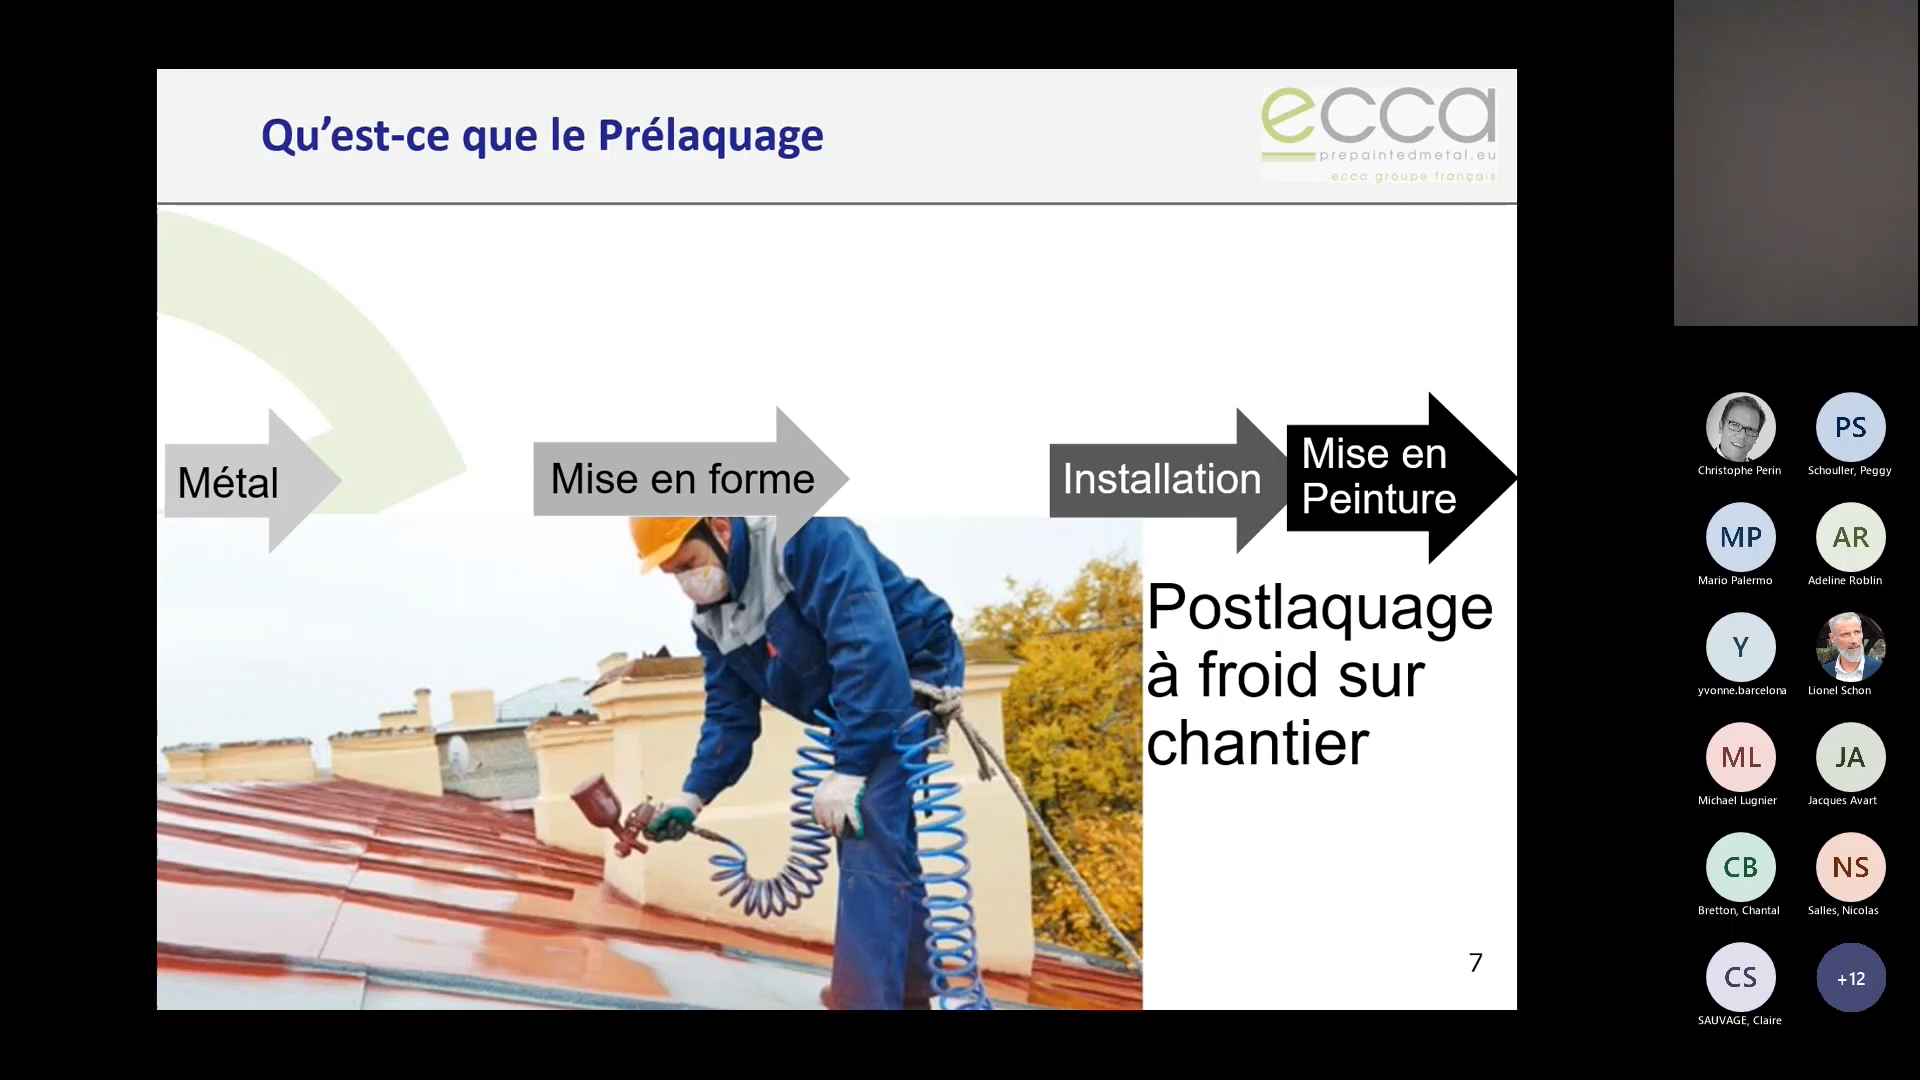 Qu’est-ce que le Prélaquage
ecca
prepaintedmetal.eu
ecca groupe français
Métal
Mise en forme
Installation
Mise en
Peinture
Postlaquage
à froid sur
chantier
7
Christophe Perin
PS
Schouller, Peggy
MP
Mario Palermo
AR
Adeline Roblin
Y
yvonne.barcelona
Lionel Schon
ML
Michael Lugnier
JA
Jacques Avart
CB
Bretton, Chantal
NS
Salles, Nicolas
CS
SAUVAGE, Claire
+12